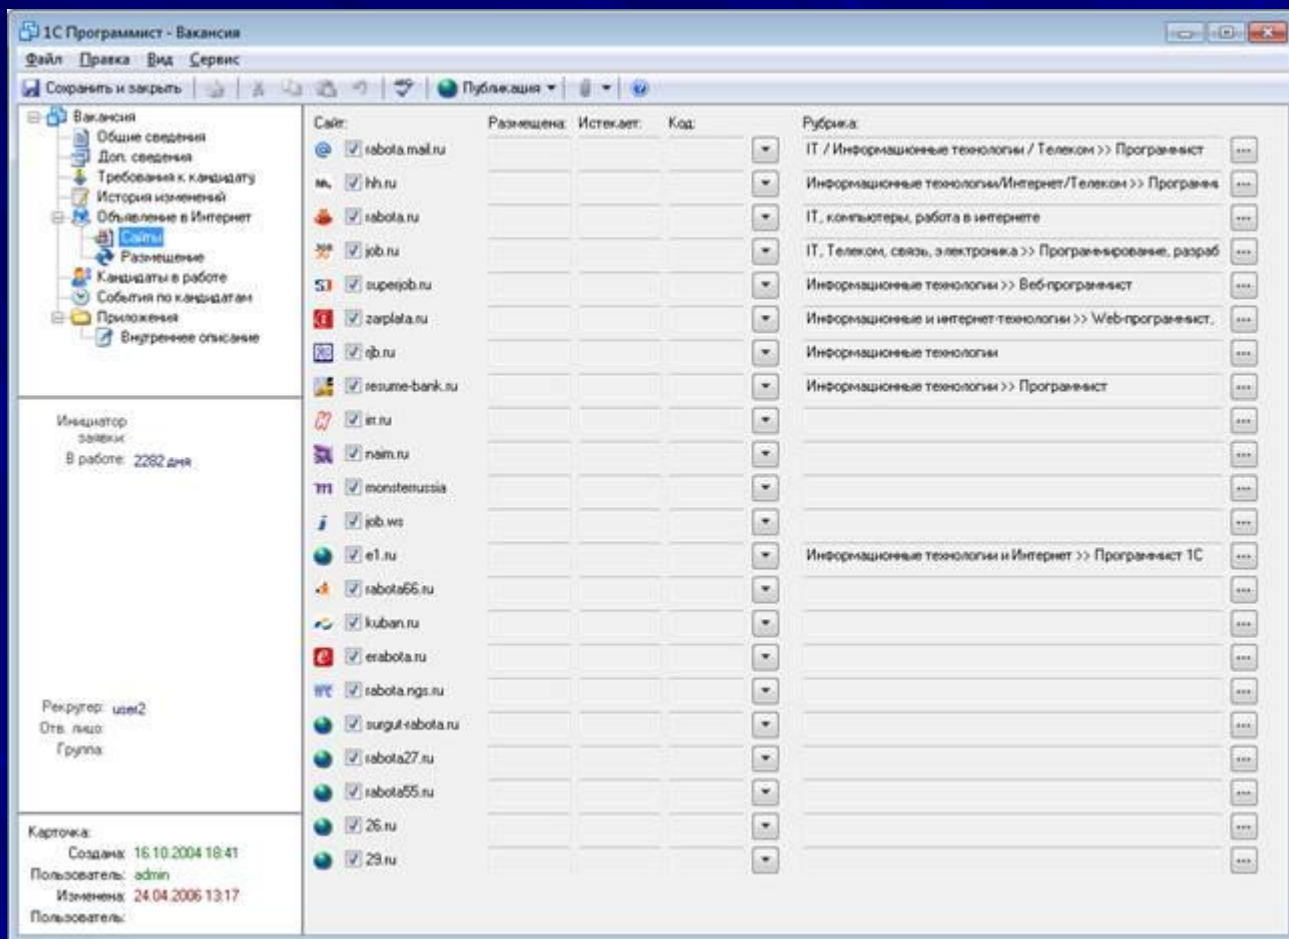 1С Программист - Вакансия
Файл Правка Вид Сервис
Сохранить и закрыть Публикация
Вакансия
Общие сведения
Доп. сведения
Требования к кандидату
История изменений
Объявление в Интернет
Сайты
Размещение
Кандидаты в работе
События по кандидатам
Приложения
Внутреннее описание
Инициатор
заявки:
В работе: 2282 дня
Рекрутер: user2
Отв. лицо:
Группа:
Карточка:
Создана: 16.10.2004 18:41
Пользователь: admin
Изменена: 24.04.2006 13:17
Пользователь:
Сайт: Размещена: Истекает: Код: Рубрика:
rabota.mail.ru IT / Информационные технологии / Телеком >> Программист
hh.ru Информационные технологии/Интернет/Телеком >> Программи
rabota.ru IT, компьютеры, работа в интернете
job.ru IT, Телеком, связь, электроника >> Программирование, разраб
superjob.ru Информационные технологии >> Веб-программист
zarplata.ru Информационные и интернет-технологии >> Web-программист,
rjb.ru Информационные технологии
resume-bank.ru Информационные технологии >> Программист
irr.ru
naim.ru
monsterrussia
job.ws
e1.ru Информационные технологии и Интернет >> Программист 1С
rabota66.ru
kuban.ru
erabota.ru
rabota.ngs.ru
surgut-rabota.ru
rabota27.ru
rabota55.ru
26.ru
29.ru